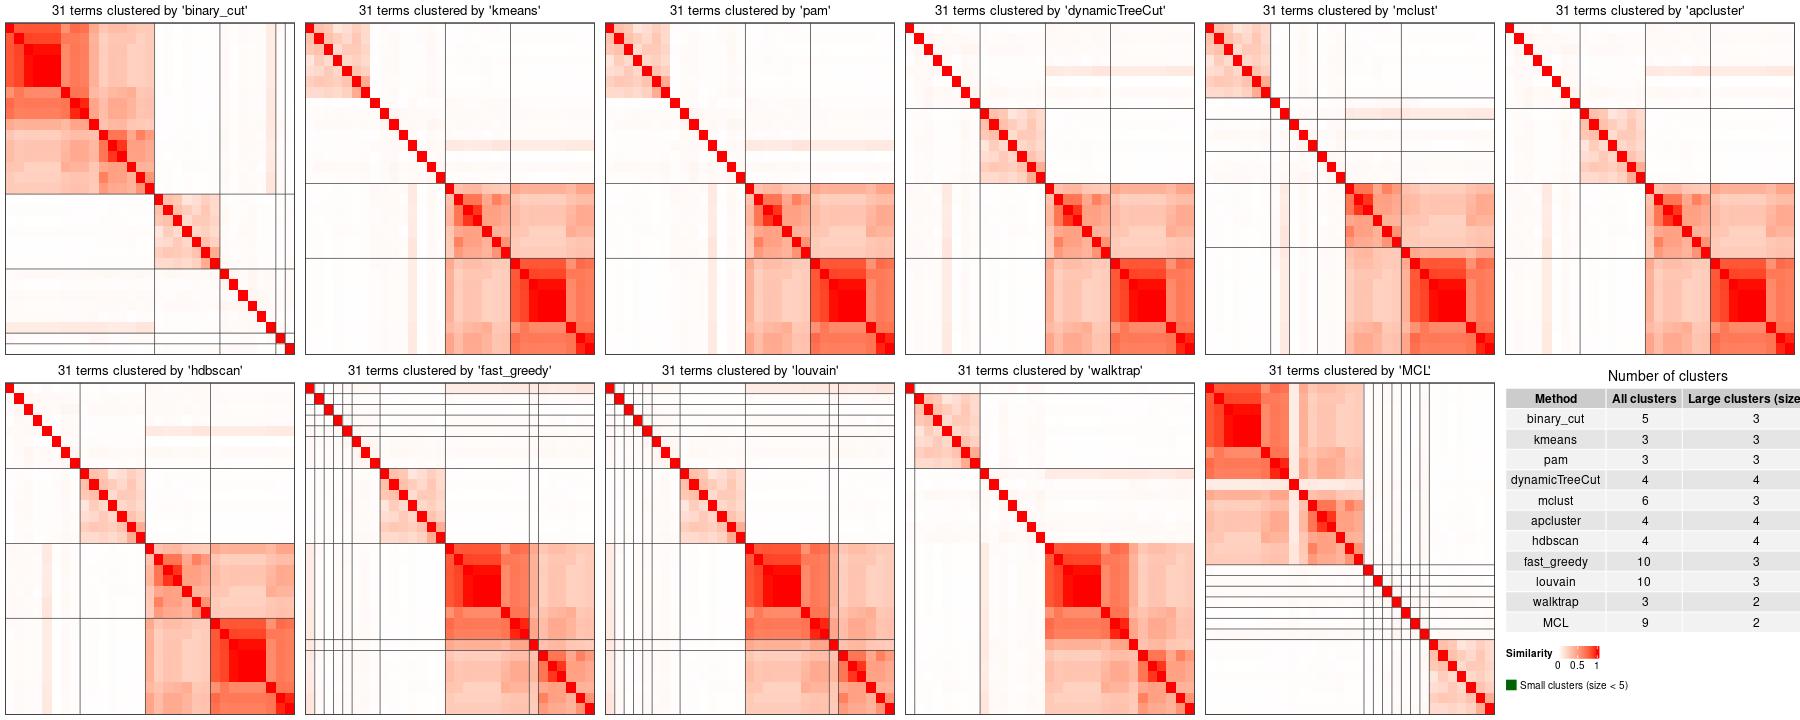 31 terms clustered by 'binary_cut'
31 terms clustered by 'kmeans'
31 terms clustered by 'pam'
31 terms clustered by 'dynamicTreeCut'
31 terms clustered by 'mclust'
31 terms clustered by 'apcluster'
31 terms clustered by 'hdbscan'
31 terms clustered by 'fast_greedy'
31 terms clustered by 'louvain'
31 terms clustered by 'walktrap'
31 terms clustered by 'MCL'
Number of clusters
Method All clusters Large clusters (size
binary_cut 5 3
kmeans 3 3
pam 3 3
dynamicTreeCut 4 4
mclust 6 3
apcluster 4 4
hdbscan 4 4
fast_greedy 10 3
louvain 10 3
walktrap 3 2
MCL 9 2
Similarity
0 0.5 1
Small clusters (size < 5)